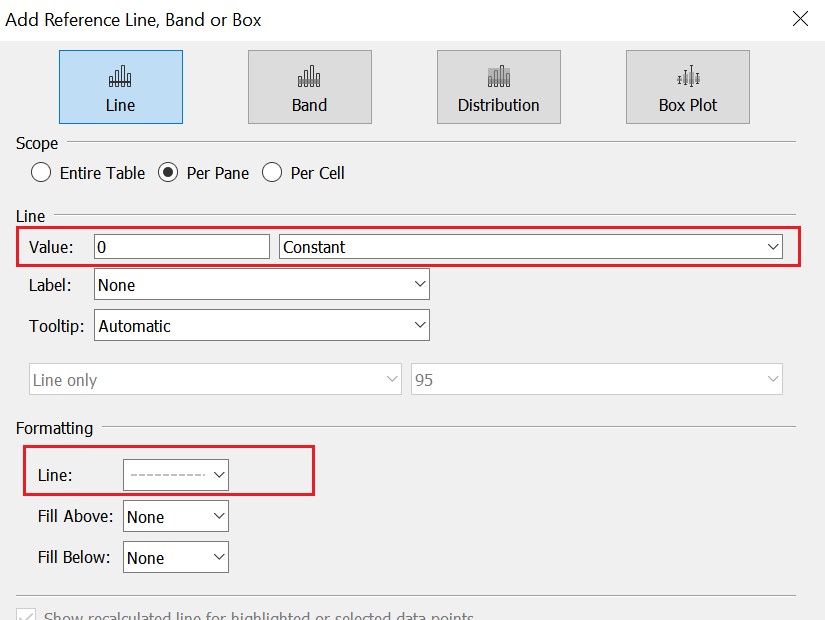 Add Reference Line, Band or Box
Line Band Distribution Box Plot
Scope
Entire Table Per Pane Per Cell
Line
Value: 0 Constant
Label: None
Tooltip: Automatic
Line only 95
Formatting
Line:
Fill Above: None
Fill Below: None
Show recalculated line for highlighted or selected data points